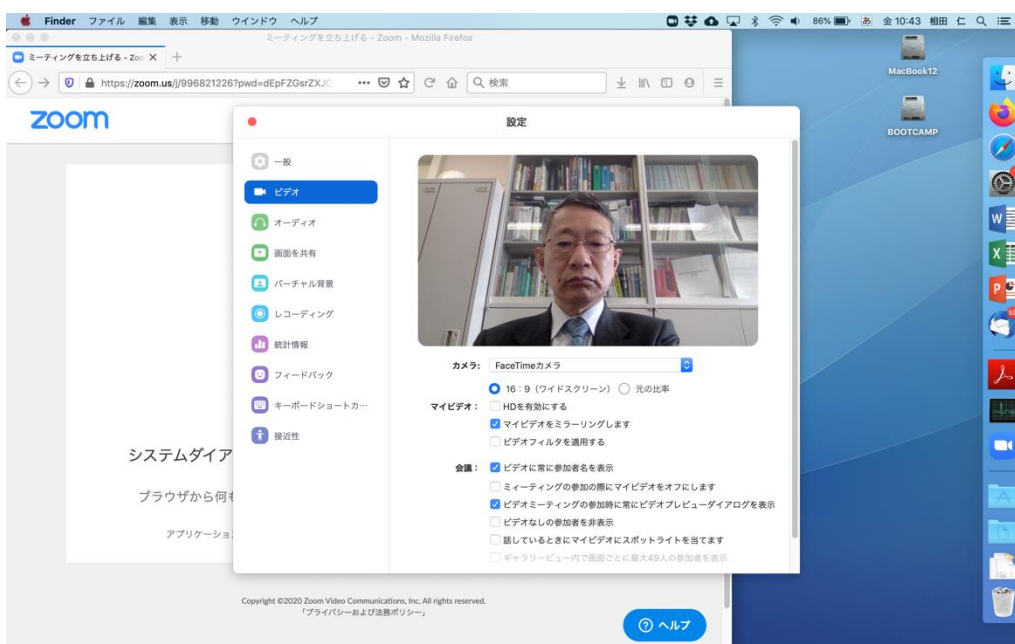 Finder ファイル 編集 表示 移動 ウインドウ ヘルプ 86% あ 金10:43 相田 仁
ミーティングを立ち上げる - Zoom - Mozilla Firefox
ミーティングを立ち上げる - Zoo
https://zoom.us/j/996821226?pwd=dEpFZGsrZXJC 検索
MacBook12
BOOTCAMP
zoom
設定
一般
ビデオ
オーディオ
画面を共有
バーチャル背景
レコーディング
統計情報
フィードバック
キーボードショートカ…
接近性
カメラ: FaceTimeカメラ
16:9(ワイドスクリーン) 元の比率
マイビデオ: HDを有効にする
マイビデオをミラーリングします
ビデオフィルタを適用する
会議: ビデオに常に参加者名を表示
ミィーティングの参加の際にマイビデオをオフにします
ビデオミーティングの参加時に常にビデオプレビューダイアログを表示
ビデオなしの参加者を非表示
話しているときにマイビデオにスポットライトを当てます
ギャラリービュー内で画面ごとに最大49人の参加者を表示
システムダイア
ブラウザから何も
アプリケーショ
Copyright ©2020 Zoom Video Communications, Inc. All rights reserved.
「プライバシーおよび法務ポリシー」
ヘルプ